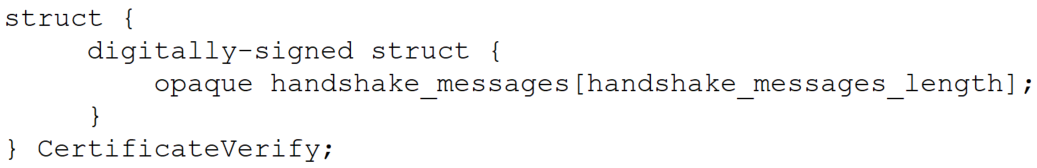 struct {
     digitally-signed struct {
         opaque handshake_messages[handshake_messages_length];
     }
} CertificateVerify;